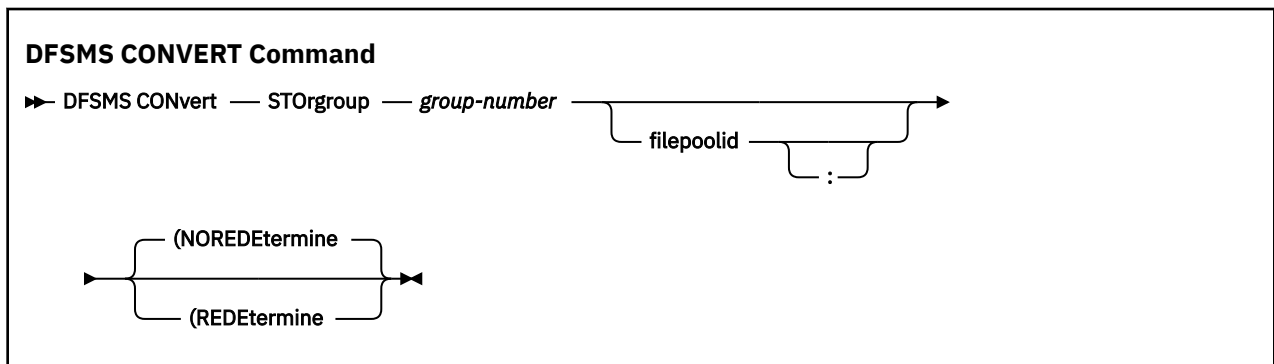 DFSMS CONVERT Command
DFSMS CONvert STOrgroup group-number
filepoolid
:
(NOREDEtermine
(REDEtermine